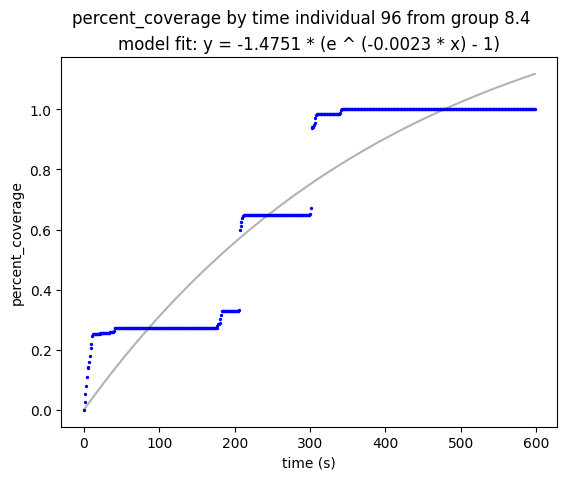 percent_coverage by time individual 96 from group 8.4
model fit: y = -1.4751 * (e ^ (-0.0023 * x) - 1)
1.0
0.8
0.6
0.4
0.2
0.0
percent_coverage
0 100 200 300 400 500 600
time (s)